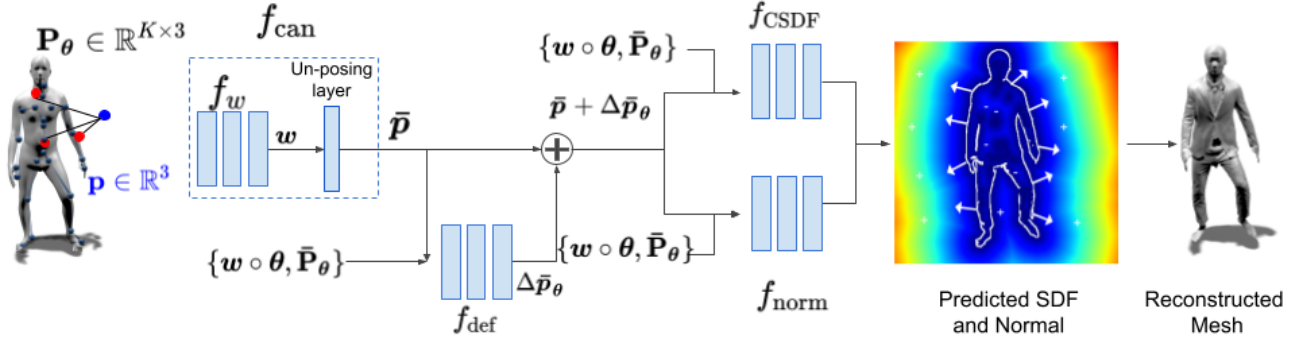 𝐏_𝜽 ∈ ℝ^{K×3}
𝐩 ∈ ℝ^3
f_can
f_w
w
Un-posing
layer
p̄
{w ∘ θ, P̄_θ}
f_def
Δp̄_θ
{w ∘ θ, P̄_θ}
p̄ + Δp̄_θ
{w ∘ θ, P̄_θ}
f_CSDF
f_norm
Predicted SDF
and Normal
Reconstructed
Mesh